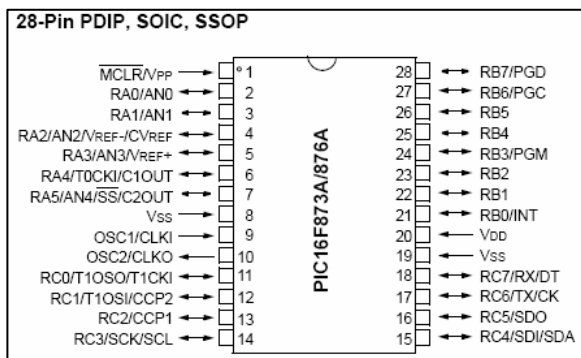 28-Pin PDIP, SOIC, SSOP
MCLR/VPP
RA0/AN0
RA1/AN1
RA2/AN2/VREF-/CVREF
RA3/AN3/VREF+
RA4/T0CKI/C1OUT
RA5/AN4/SS/C2OUT
VSS
OSC1/CLKI
OSC2/CLKO
RC0/T1OSO/T1CKI
RC1/T1OSI/CCP2
RC2/CCP1
RC3/SCK/SCL
1
2
3
4
5
6
7
8
9
10
11
12
13
14
PIC16F873A/876A
28
27
26
25
24
23
22
21
20
19
18
17
16
15
RB7/PGD
RB6/PGC
RB5
RB4
RB3/PGM
RB2
RB1
RB0/INT
VDD
VSS
RC7/RX/DT
RC6/TX/CK
RC5/SDO
RC4/SDI/SDA